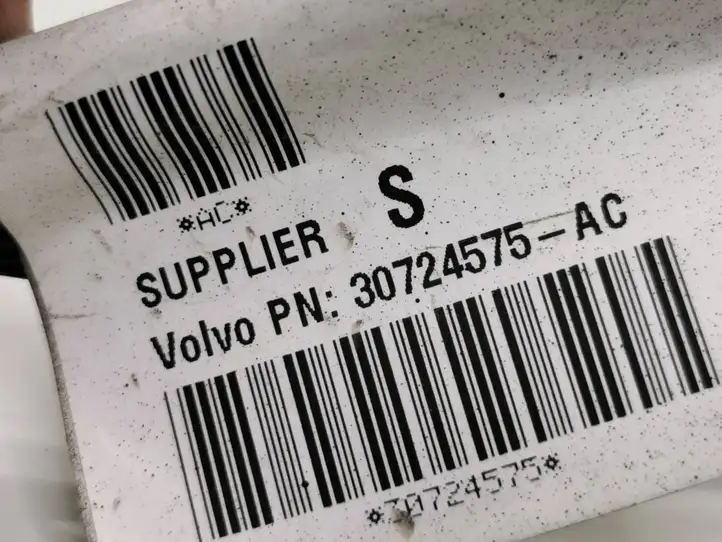 *AC*
SUPPLIER S
Volvo PN: 30724575-AC
*30724575*